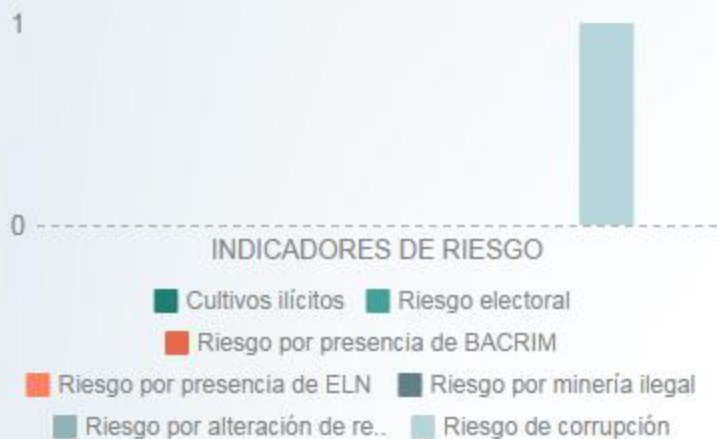 1
0
INDICADORES DE RIESGO
Cultivos ilícitos Riesgo electoral
Riesgo por presencia de BACRIM
Riesgo por presencia de ELN Riesgo por minería ilegal
Riesgo por alteración de re.. Riesgo de corrupción